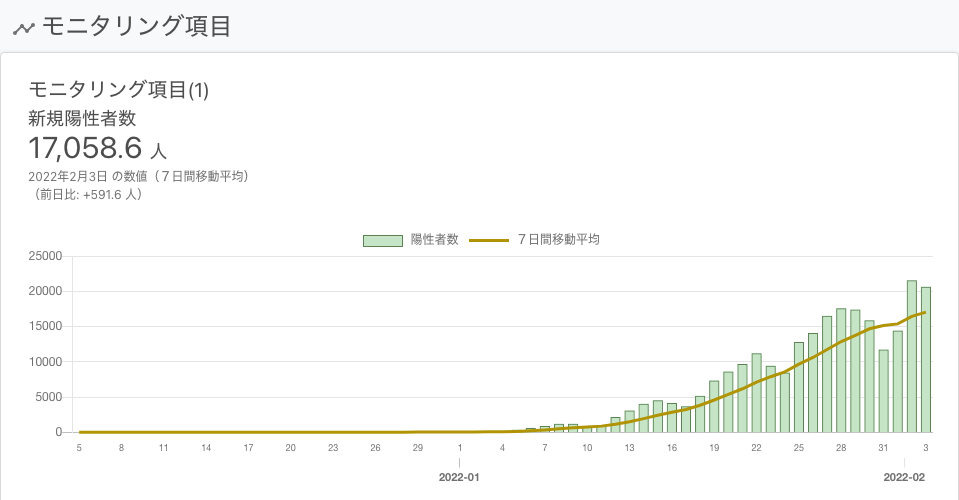 モニタリング項目
モニタリング項目(1)
新規陽性者数
17,058.6 人
2022年2月3日 の数値（７日間移動平均）
（前日比: +591.6 人）
陽性者数 ７日間移動平均
25000
20000
15000
10000
5000
0
5 8 11 14 17 20 23 26 29 1 4 7 10 13 16 19 22 25 28 31 3
2022-01 2022-02